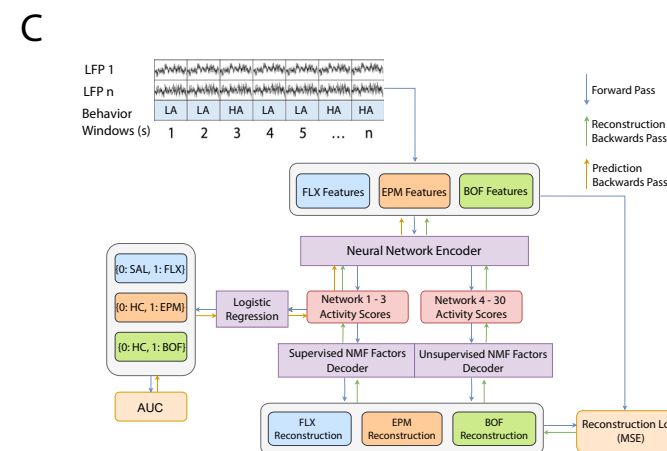 C
LFP 1
LFP n
Behavior LA LA HA LA LA HA HA
Windows (s) 1 2 3 4 5 ... n
Forward Pass
Reconstruction
Backwards Pass
Prediction
Backwards Pass
FLX Features EPM Features BOF Features
Neural Network Encoder
{0: SAL, 1: FLX}
{0: HC, 1: EPM}
{0: HC, 1: BOF}
Logistic
Regression
Network 1 - 3
Activity Scores
Network 4 - 30
Activity Scores
Supervised NMF Factors
Decoder
Unsupervised NMF Factors
Decoder
AUC
FLX
Reconstruction
EPM
Reconstruction
BOF
Reconstruction
Reconstruction Lo
(MSE)